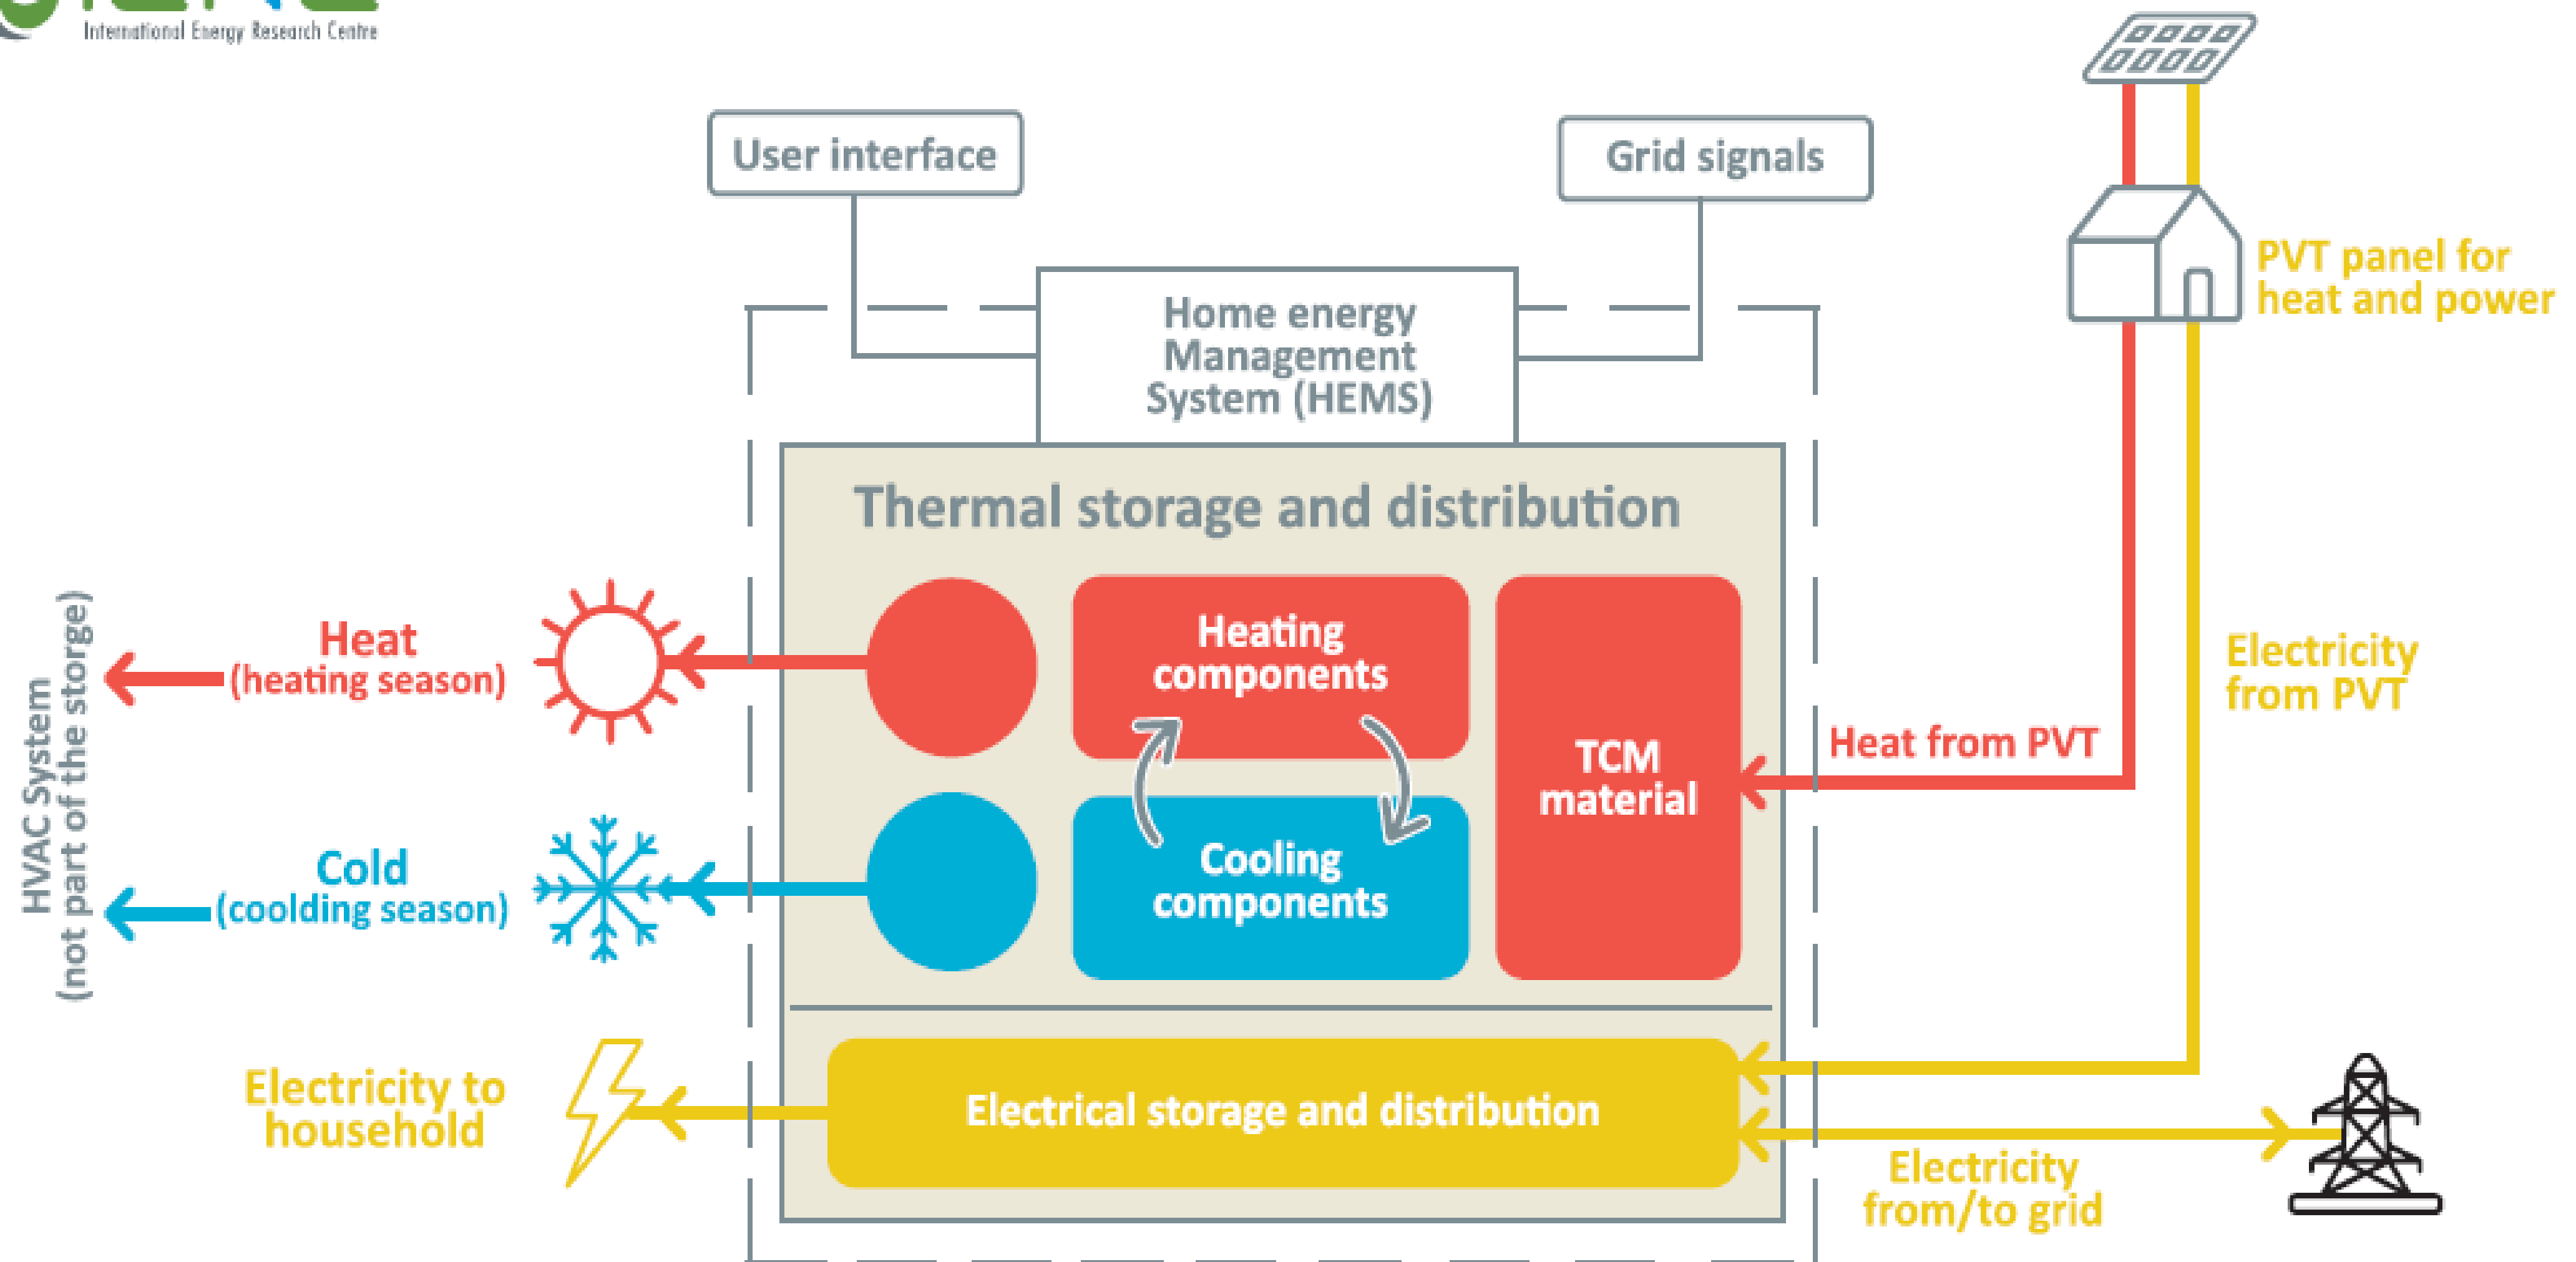 International Energy Research Centre
User interface
Grid signals
Home energy
Management
System (HEMS)
PVT panel for
heat and power
Thermal storage and distribution
Heating
components
TCM
material
Cooling
components
Heat
(heating season)
Cold
(coolding season)
HVAC System
(not part of the storge)
Heat from PVT
Electricity
from PVT
Electricity to
household
Electrical storage and distribution
Electricity
from/to grid